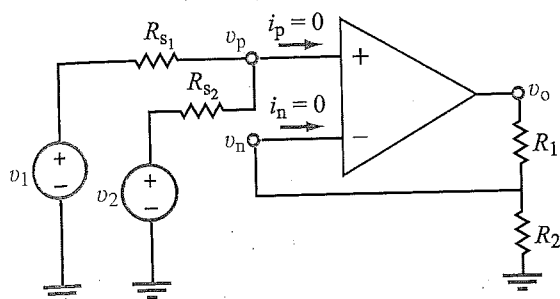 R_{s_1}
v_p
i_p = 0
R_{s_2}
+
i_n = 0
v_o
v_n
−
R_1
v_1
+
−
v_2
+
−
R_2